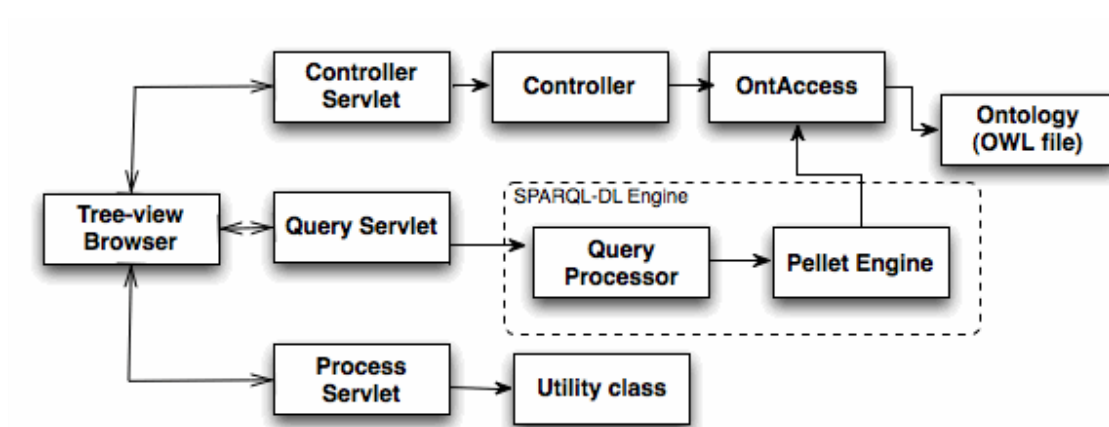 Controller
Servlet
Controller
OntAccess
Ontology
(OWL file)
Tree-view
Browser
Query Servlet
SPARQL-DL Engine
Query
Processor
Pellet Engine
Process
Servlet
Utility class